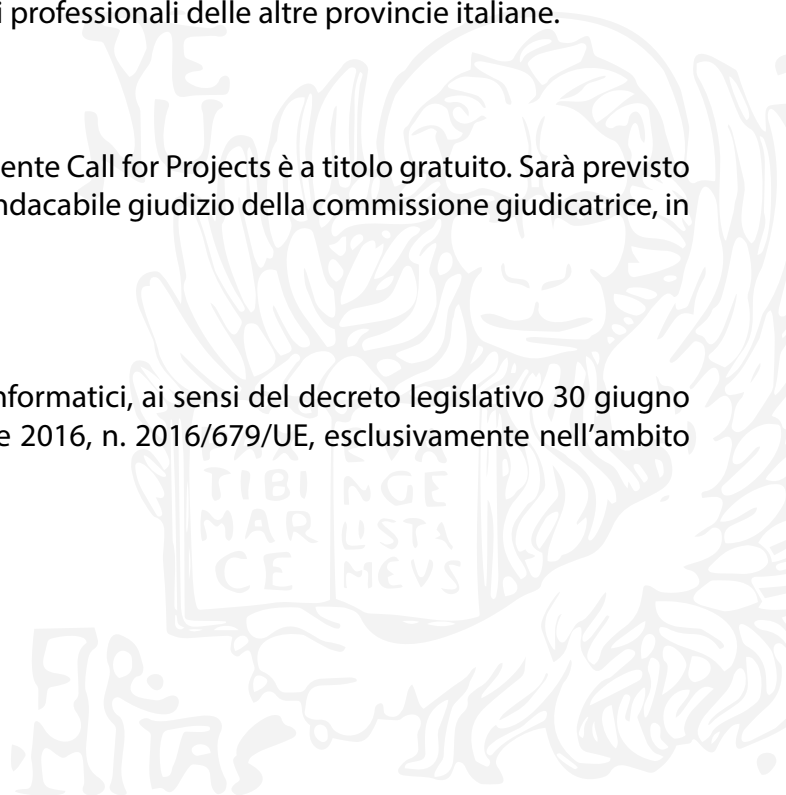 i professionali delle altre provincie italiane.
ente Call for Projects è a titolo gratuito. Sarà previsto
ndacabile giudizio della commissione giudicatrice, in
nformatici, ai sensi del decreto legislativo 30 giugno
e 2016, n. 2016/679/UE, esclusivamente nell’ambito
TIBI
MAR
CE
NGE
LISTA
MEVS
FIR
MITAS